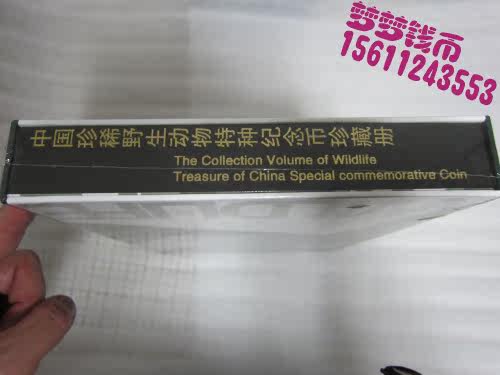 梦梦钱币
15611243553
中国珍稀野生动物特种纪念币珍藏册
The Collection Volume of Wildlife
Treasure of China Special commemorative Coin